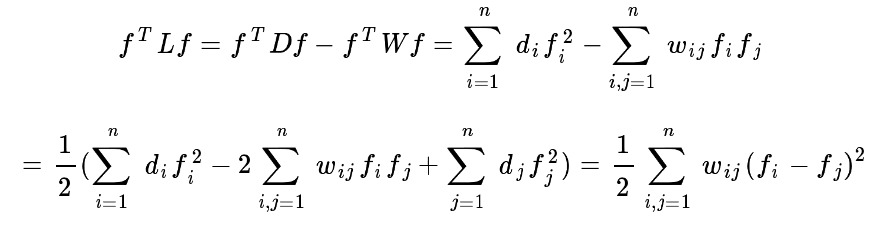 $f^T L f = f^T D f - f^T W f = \sum_{i=1}^{n} d_i f_i^2 - \sum_{i,j=1}^{n} w_{ij} f_i f_j$
$= \frac{1}{2} ( \sum_{i=1}^{n} d_i f_i^2 - 2 \sum_{i,j=1}^{n} w_{ij} f_i f_j + \sum_{j=1}^{n} d_j f_j^2 ) = \frac{1}{2} \sum_{i,j=1}^{n} w_{ij} (f_i - f_j)^2$